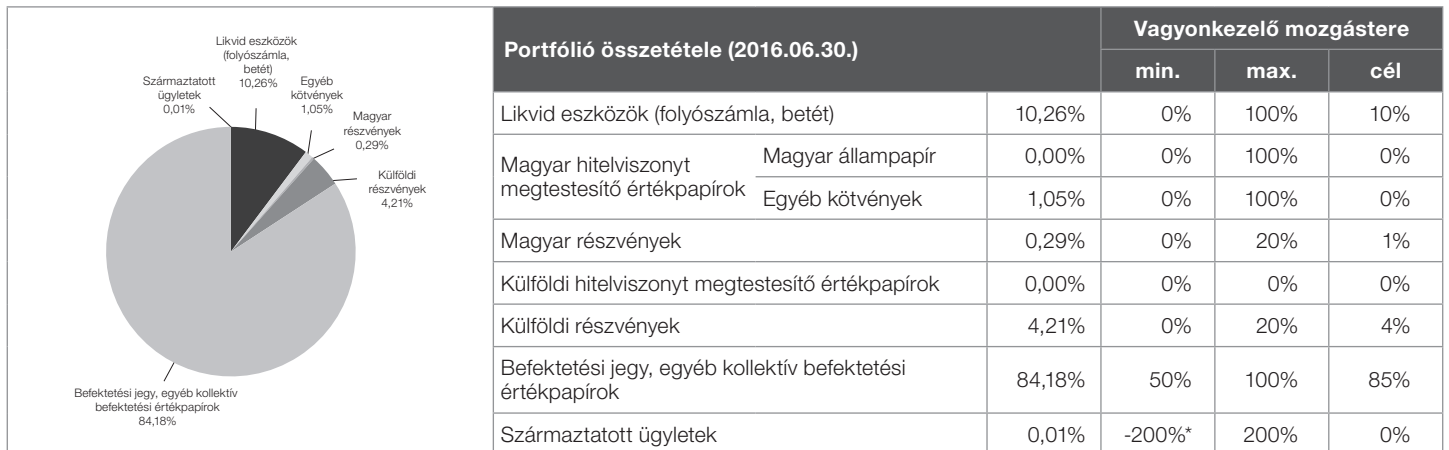 Likvid eszközök
(folyószámla,
betét)
10,26%
Származtatott
ügyletek
0,01%
Egyéb
kötvények
1,05%
Magyar
részvények
0,29%
Külföldi
részvények
4,21%
Befektetési jegy, egyéb kollektív
befektetési értékpapírok
84,18%
Portfólió összetétele (2016.06.30.) Vagyonkezelő mozgástere
min. max. cél
Likvid eszközök (folyószámla, betét) 10,26% 0% 100% 10%
Magyar hitelviszonyt
megtestesítő értékpapírok
Magyar állampapír 0,00% 0% 100% 0%
Egyéb kötvények 1,05% 0% 100% 0%
Magyar részvények 0,29% 0% 20% 1%
Külföldi hitelviszonyt megtestesítő értékpapírok 0,00% 0% 0% 0%
Külföldi részvények 4,21% 0% 20% 4%
Befektetési jegy, egyéb kollektív befektetési
értékpapírok 84,18% 50% 100% 85%
Származtatott ügyletek 0,01% -200%* 200% 0%